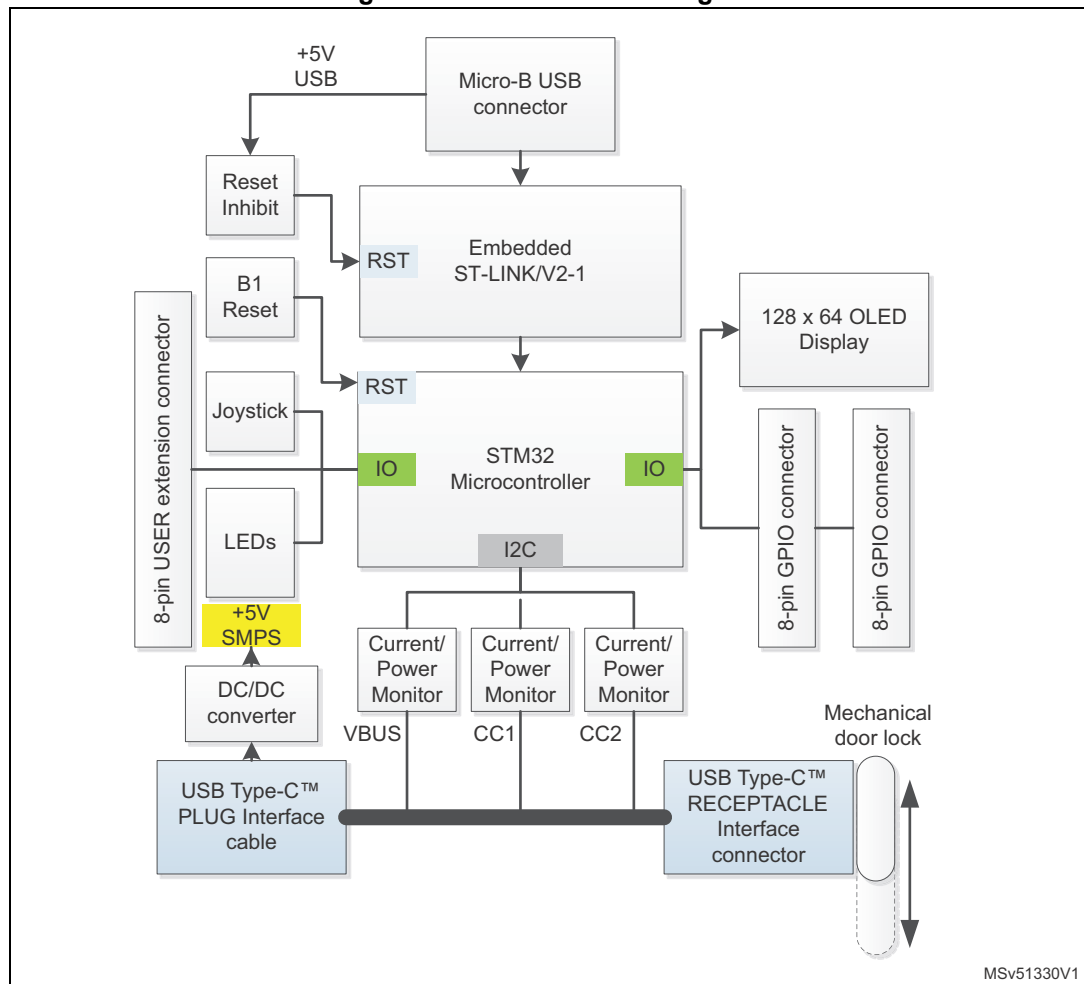 +5V
USB
Micro-B USB
connector
Reset
Inhibit
RST
Embedded
ST-LINK/V2-1
B1
Reset
128 x 64 OLED
Display
RST
Joystick
8-pin USER extension connector
IO
STM32
Microcontroller
IO
8-pin GPIO connector
8-pin GPIO connector
LEDs
I2C
+5V
SMPS
Current/
Power
Monitor
Current/
Power
Monitor
Current/
Power
Monitor
DC/DC
converter
VBUS
CC1
CC2
Mechanical
door lock
USB Type-C™
PLUG Interface
cable
USB Type-C™
RECEPTACLE
Interface
connector
MSv51330V1